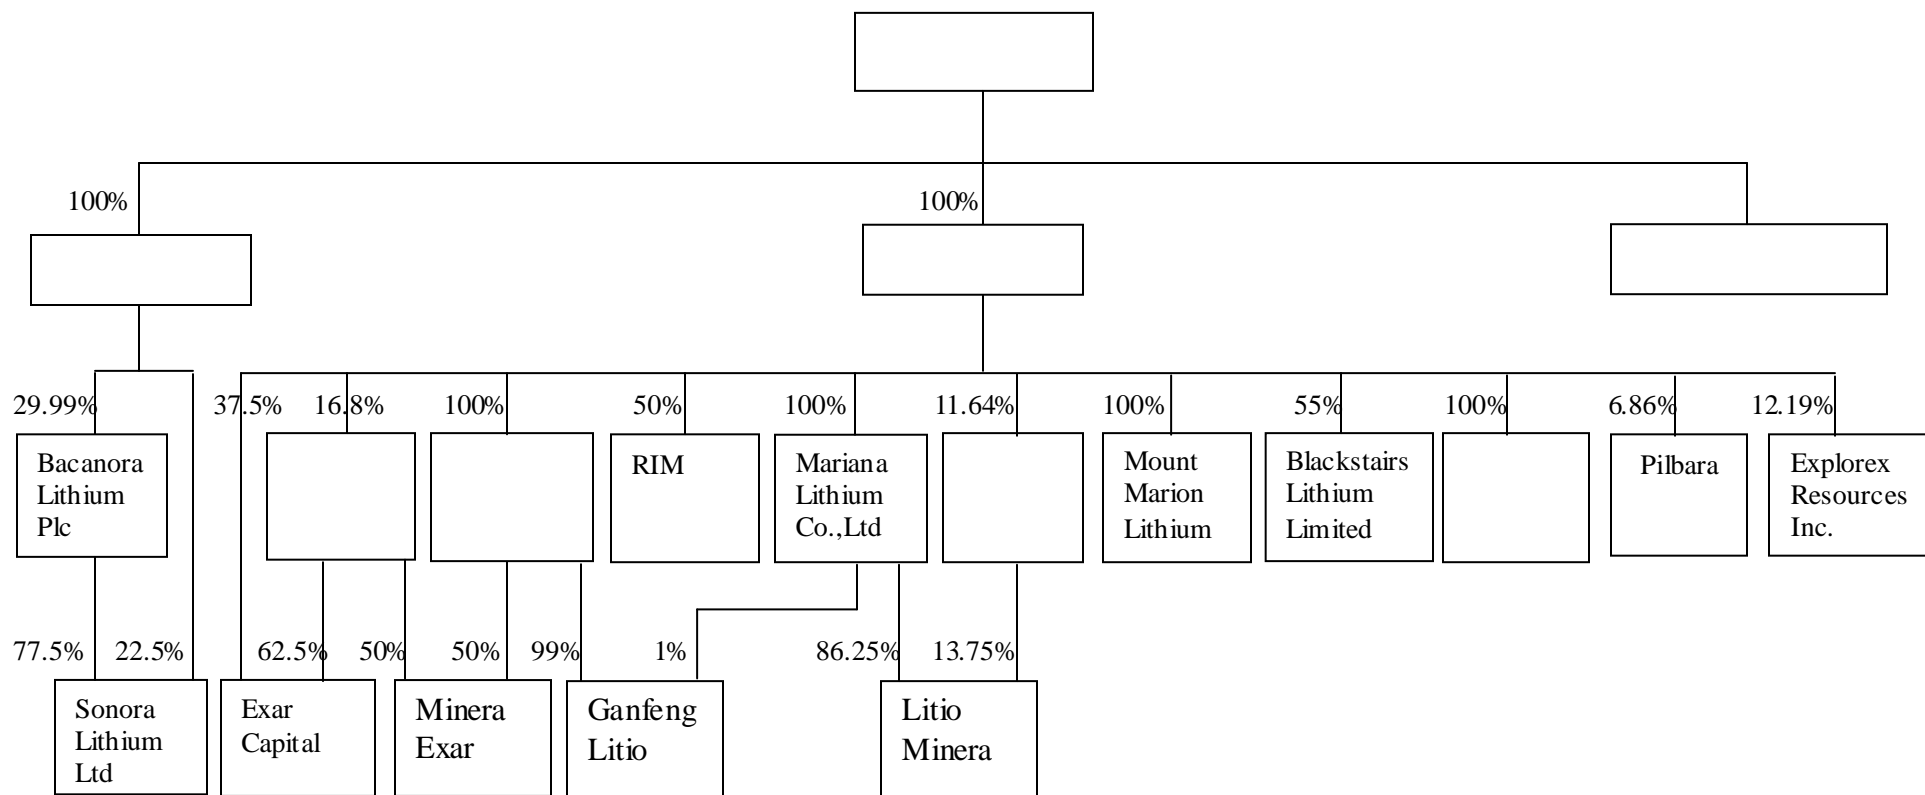 100%
100%
29.99%
37.5%
16.8%
100%
50%
100%
11.64%
100%
55%
100%
6.86%
12.19%
Bacanora
Lithium
Plc
RIM
Mariana
Lithium
Co.,Ltd
Mount
Marion
Lithium
Blackstairs
Lithium
Limited
Pilbara
Explorex
Resources
Inc.
77.5%
22.5%
62.5%
50%
50%
99%
1%
86.25%
13.75%
Sonora
Lithium
Ltd
Exar
Capital
Minera
Exar
Ganfeng
Litio
Litio
Minera